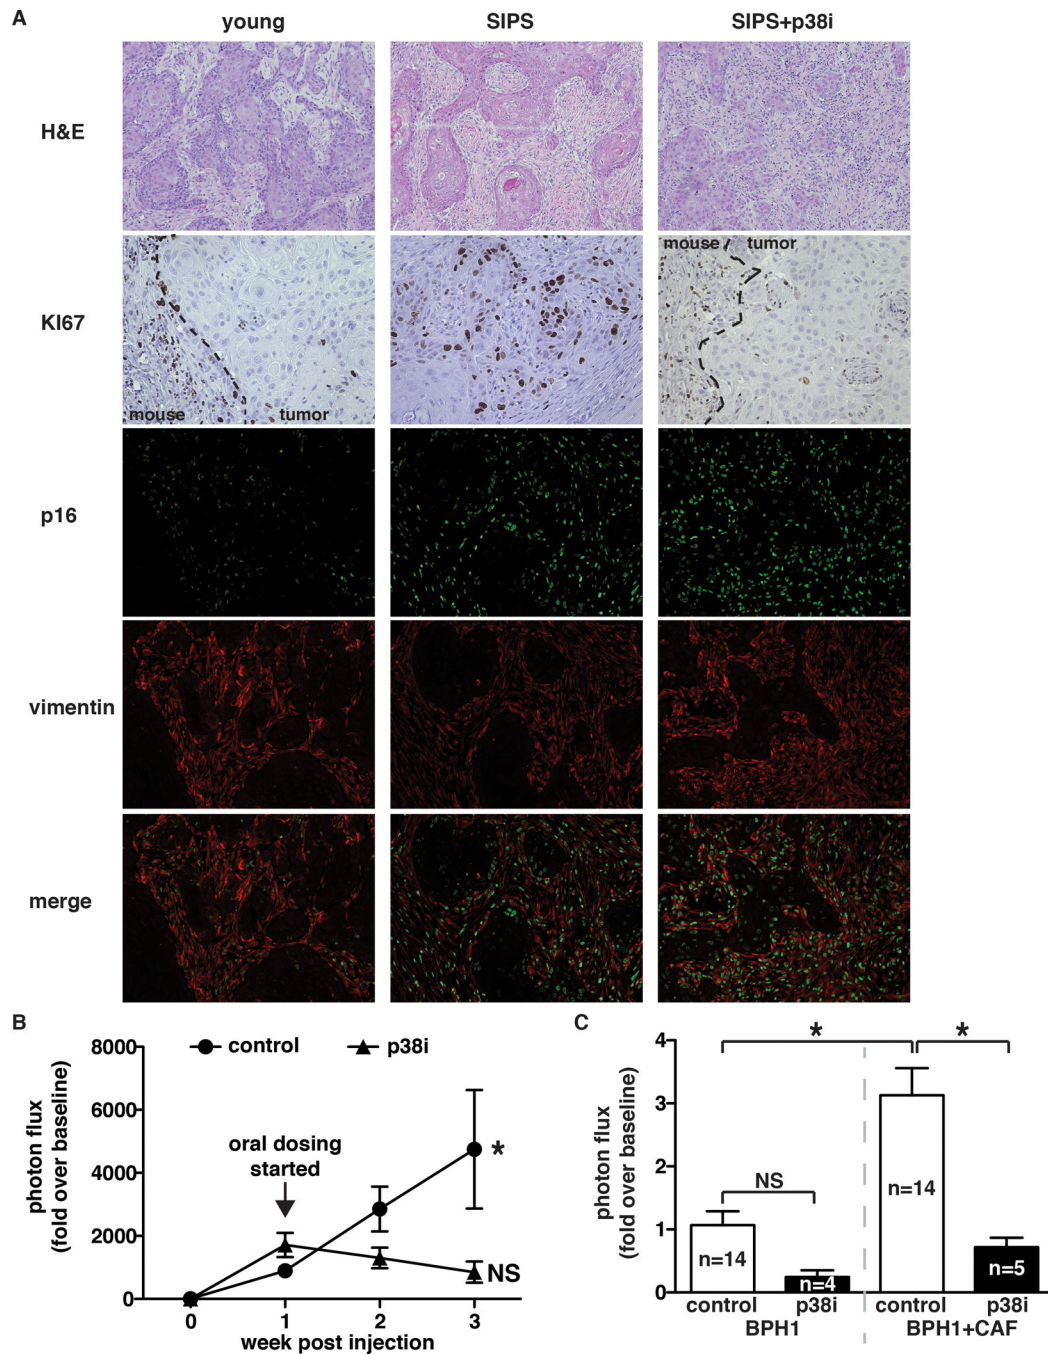 A
young SIPS SIPS+p38i
H&E
KI67
mouse tumor
mouse tumor
p16
vimentin
merge
B
control p38i
8000
6000
4000
2000
0
photon flux
(fold over baseline)
oral dosing
started
*
NS
0 1 2 3
week post injection
C
* *
4
3
2
1
0
photon flux
(fold over baseline)
NS
n=14 n=4 n=14 n=5
control p38i control p38i
BPH1 BPH1+CAF